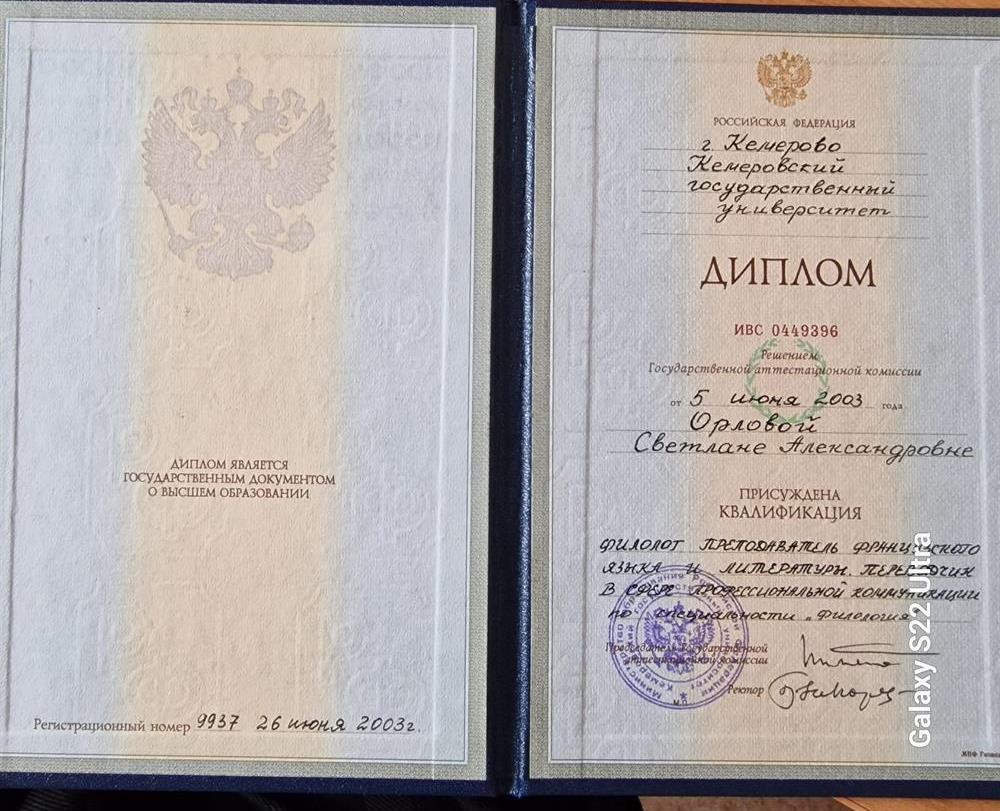 ДИПЛОМ ЯВЛЯЕТСЯ
ГОСУДАРСТВЕННЫМ ДОКУМЕНТОМ
О ВЫСШЕМ ОБРАЗОВАНИИ
Регистрационный номер 9937 26 июня 2003г.
РОССИЙСКАЯ ФЕДЕРАЦИЯ
г Кемерово
Кемеровский
государственный
университет
ДИПЛОМ
ИВС 0449396
Решением
Государственной аттестационной комиссии
от 5 июня 2003 года
Орловой
Светлане Александровне
ПРИСУЖДЕНА
КВАЛИФИКАЦИЯ
ФИЛОЛОГ ПРЕПОДАВАТЕЛЬ ФРАНЦУЗСКОГО
ЯЗЫКА И ЛИТЕРАТУРЫ. ПЕРЕВОДЧИК
В СФЕРЕ ПРОФЕССИОНАЛЬНОЙ КОММУНИКАЦИИ
по специальности „Филология"
Председатель Государственной
аттестационной комиссии
Ректор
М.П.
Galaxy S22 Ultra